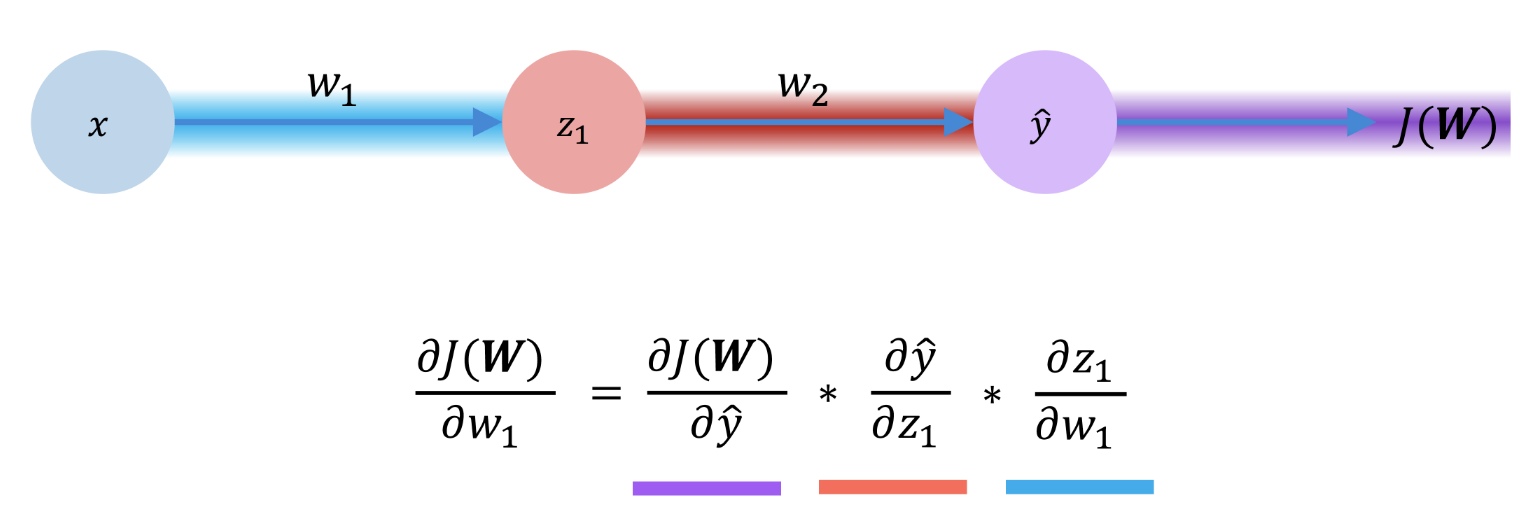 w₁ w₂
x z₁ ŷ J(𝑾)
∂J(𝑾)/∂w₁ = ∂J(𝑾)/∂ŷ * ∂ŷ/∂z₁ * ∂z₁/∂w₁